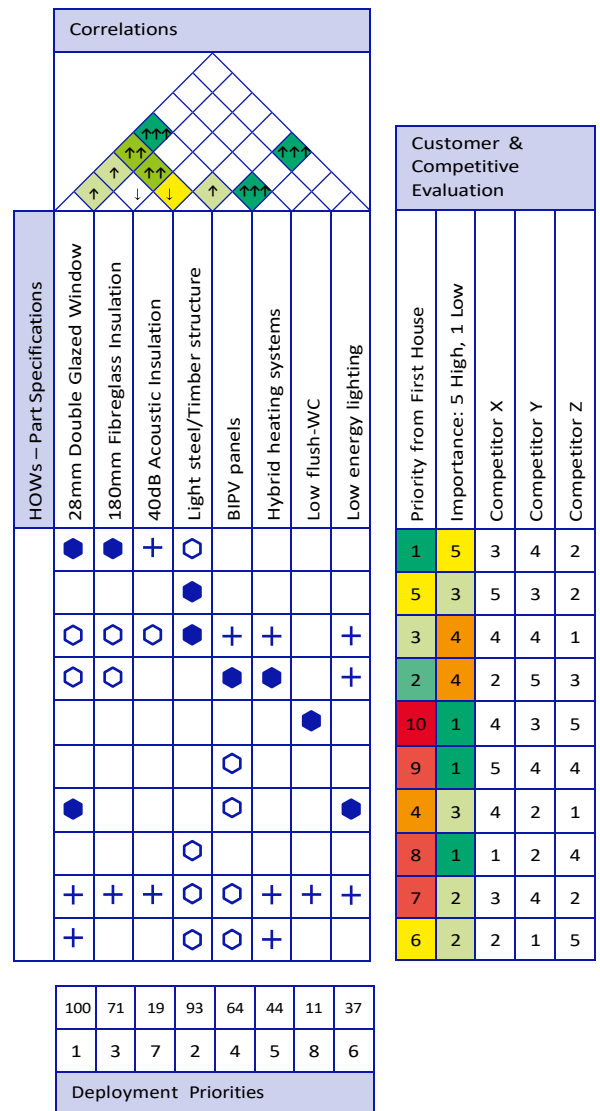 Correlations
↑↑↑
↑↑ ↑↑↑
↑ ↑↑
↑ ↓ ↓ ↑ ↑↑↑
Customer &
Competitive
Evaluation
HOWs – Part Specifications
28mm Double Glazed Window
180mm Fibreglass Insulation
40dB Acoustic Insulation
Light steel/Timber structure
BIPV panels
Hybrid heating systems
Low flush-WC
Low energy lighting
Priority from First House
Importance: 5 High, 1 Low
Competitor X
Competitor Y
Competitor Z
+ 1 5 3 4 2
5 3 5 3 2
+ + + 3 4 4 4 1
+ 2 4 2 5 3
10 1 4 3 5
9 1 5 4 4
4 3 4 2 1
8 1 1 2 4
+ + + + + + 7 2 3 4 2
+ + 6 2 2 1 5
100 71 19 93 64 44 11 37
1 3 7 2 4 5 8 6
Deployment Priorities